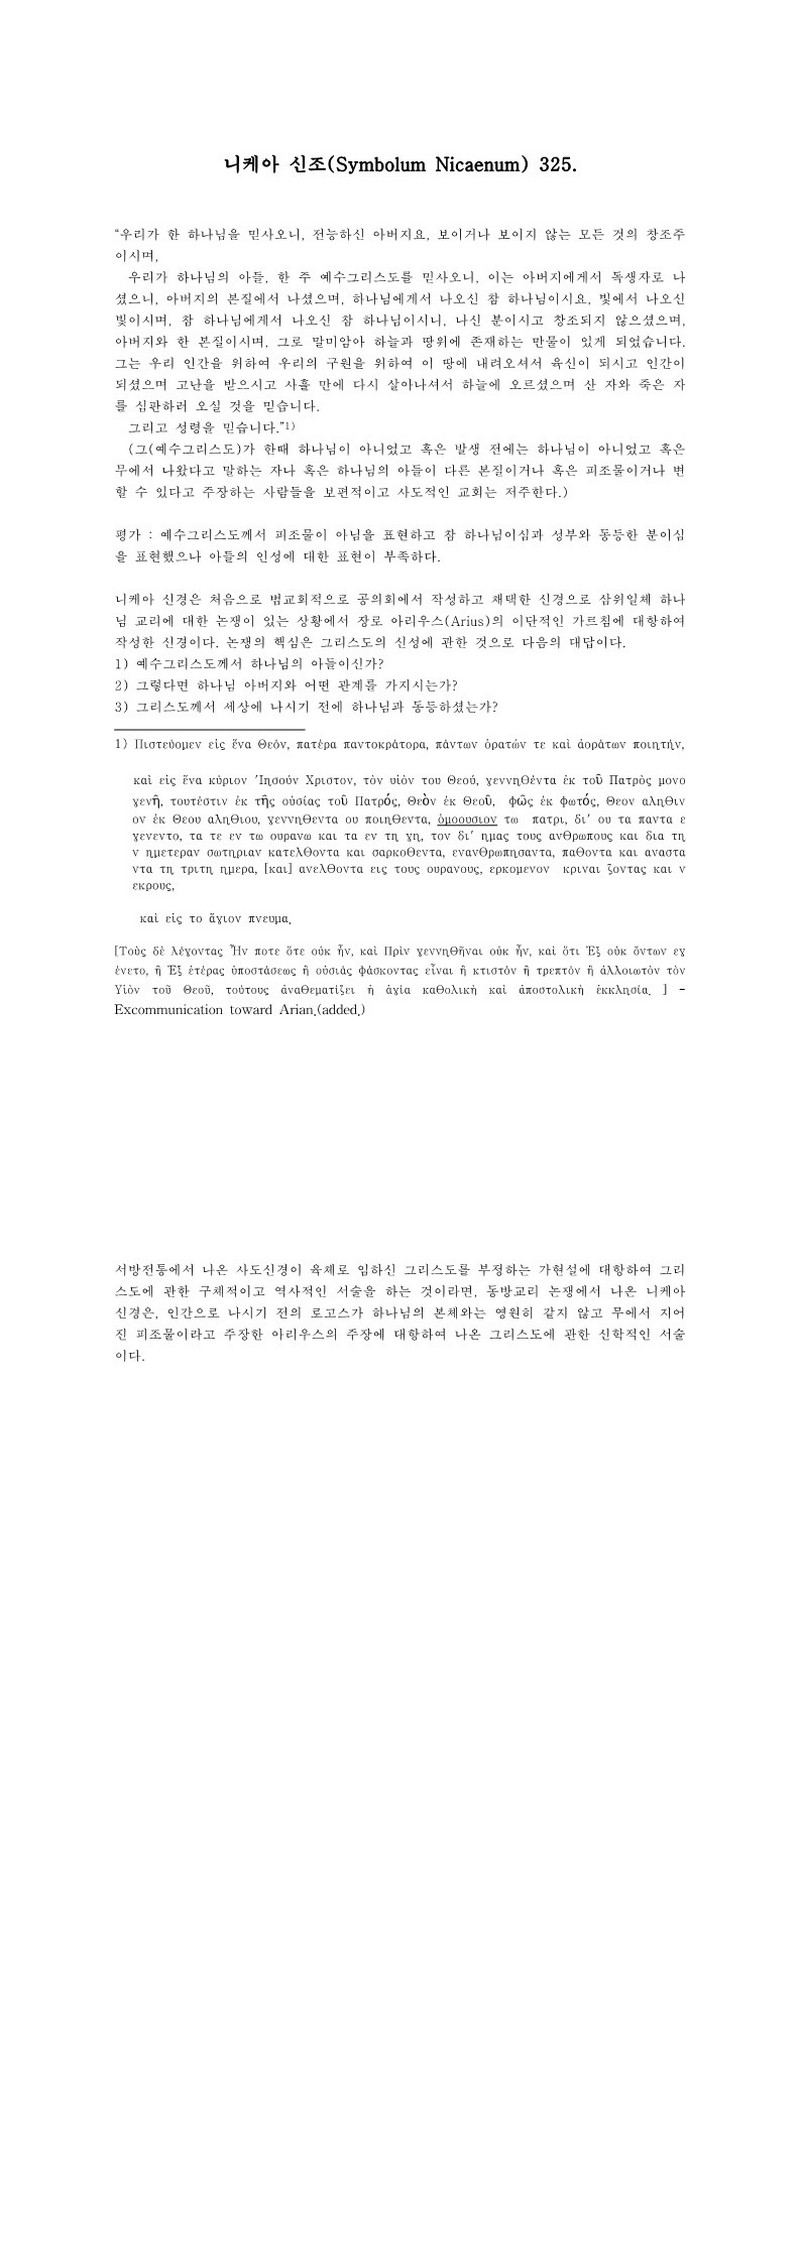 니케아 신조(Symbolum Nicaenum) 325.
“우리가 한 하나님을 믿사오니, 전능하신 아버지요, 보이거나 보이지 않는 모든 것의 창조주
이시며,
우리가 하나님의 아들, 한 주 예수그리스도를 믿사오니, 이는 아버지에게서 독생자로 나
셨으니, 아버지의 본질에서 나셨으며, 하나님에게서 나오신 참 하나님이시요, 빛에서 나오신
빛이시며, 참 하나님에게서 나오신 참 하나님이시니, 나신 분이시고 창조되지 않으셨으며,
아버지와 한 본질이시며, 그로 말미암아 하늘과 땅위에 존재하는 만물이 있게 되었습니다.
그는 우리 인간을 위하여 우리의 구원을 위하여 이 땅에 내려오셔서 육신이 되시고 인간이
되셨으며 고난을 받으시고 사흘 만에 다시 살아나셔서 하늘에 오르셨으며 산 자와 죽은 자
를 심판하러 오실 것을 믿습니다.
그리고 성령을 믿습니다.”1)
(그(예수그리스도)가 한때 하나님이 아니었고 혹은 발생 전에는 하나님이 아니었고 혹은
무에서 나왔다고 말하는 자나 혹은 하나님의 아들이 다른 본질이거나 혹은 피조물이거나 변
할 수 있다고 주장하는 사람들을 보편적이고 사도적인 교회는 저주한다.)
평가 : 예수그리스도께서 피조물이 아님을 표현하고 참 하나님이심과 성부와 동등한 분이심
을 표현했으나 아들의 인성에 대한 표현이 부족하다.
니케아 신경은 처음으로 범교회적으로 공의회에서 작성하고 채택한 신경으로 삼위일체 하나
님 교리에 대한 논쟁이 있는 상황에서 장로 아리우스(Arius)의 이단적인 가르침에 대항하여
작성한 신경이다. 논쟁의 핵심은 그리스도의 신성에 관한 것으로 다음의 대답이다.
1) 예수그리스도께서 하나님의 아들이신가?
2) 그렇다면 하나님 아버지와 어떤 관계를 가지시는가?
3) 그리스도께서 세상에 나시기 전에 하나님과 동등하셨는가?
1) Πιστεύομεν εἰς ἕνα Θεόν, πατέρα παντοκράτορα, πάντων ὁρατών τε καὶ ἀοράτων ποιητήν,
καὶ εἰς ἕνα κύριον Ἰησούν Χριστον, τὸν υἱὸν του Θεού, γεννηθέντα ἐκ τοῦ Πατρὸς μονο
γενῆ, τουτέστιν ἐκ τῆς οὐσίας τοῦ Πατρός, Θεὸν ἐκ Θεοῦ, φῶς ἐκ φωτός, Θεον αληθιν
ον ἐκ Θεου αληθιου, γεννηθεντα ου ποιηθεντα, ὁμοουσιον τω πατρι, δι’ ου τα παντα ε
γενεντο, τα τε εν τω ουρανω και τα εν τη γη, τον δι’ ημας τους ανθρωπους και δια τη
ν ημετεραν σωτηριαν κατελθοντα και σαρκοθεντα, ενανθρωπησαντα, παθοντα και αναστα
ντα τη τριτη ημερα, [και] ανελθοντα εις τους ουρανους, ερκομενον κριναι ζοντας και ν
εκρους,
καὶ εἰς το ἅγιον πνευμα.
[Τοὺς δὲ λέγοντας Ἦν ποτε ὅτε οὐκ ἦν, καὶ Πρὶν γεννηθῆναι οὐκ ἦν, καὶ ὅτι Ἐξ οὐκ ὄντων εγ
ένετο, ἢ Ἐξ ἑτέρας ὑποστάσεως ἢ οὐσιάς φάσκοντας εἶναι ἢ κτιστὸν ἢ τρεπτὸν ἢ ἀλλοιωτὸν τὸν
Υἱὸν τοῦ Θεοῦ, τούτους ἀναθεματίζει ἡ ἁγία καθολικὴ καὶ ἀποστολικὴ ἐκκλησία. ] -
Excommunication toward Arian.(added.)
서방전통에서 나온 사도신경이 육체로 임하신 그리스도를 부정하는 가현설에 대항하여 그리
스도에 관한 구체적이고 역사적인 서술을 하는 것이라면, 동방교리 논쟁에서 나온 니케아
신경은, 인간으로 나시기 전의 로고스가 하나님의 본체와는 영원히 같지 않고 무에서 지어
진 피조물이라고 주장한 아리우스의 주장에 대항하여 나온 그리스도에 관한 신학적인 서술
이다.